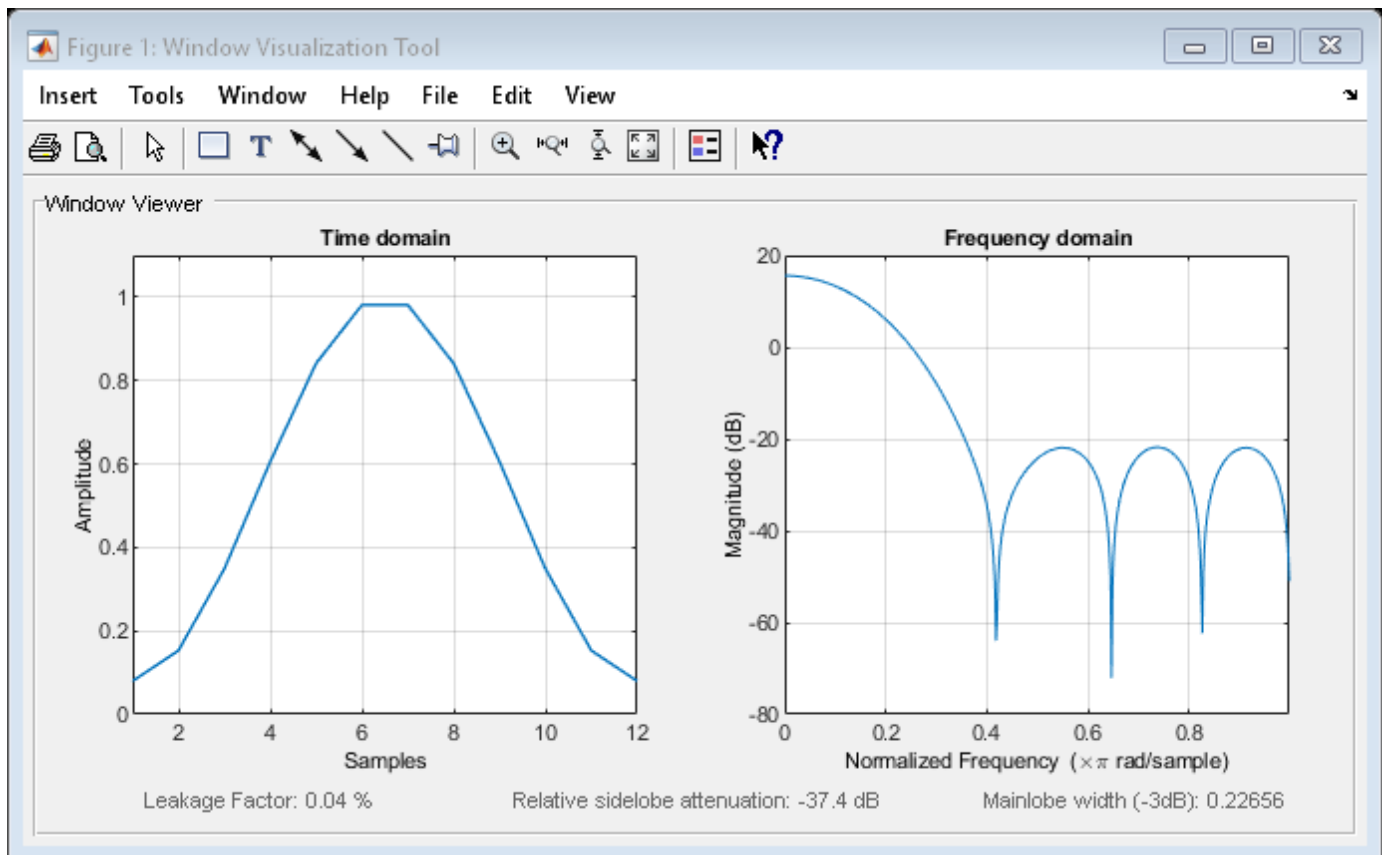 Figure 1: Window Visualization Tool
Insert Tools Window Help File Edit View
T
?
Window Viewer
Time domain
1
0.8
0.6
0.4
0.2
0
2 4 6 8 10 12
Amplitude
Samples
Frequency domain
20
0
-20
-40
-60
-80
0 0.2 0.4 0.6 0.8
Magnitude (dB)
Normalized Frequency (×π rad/sample)
Leakage Factor: 0.04 % Relative sidelobe attenuation: -37.4 dB Mainlobe width (-3dB): 0.22656